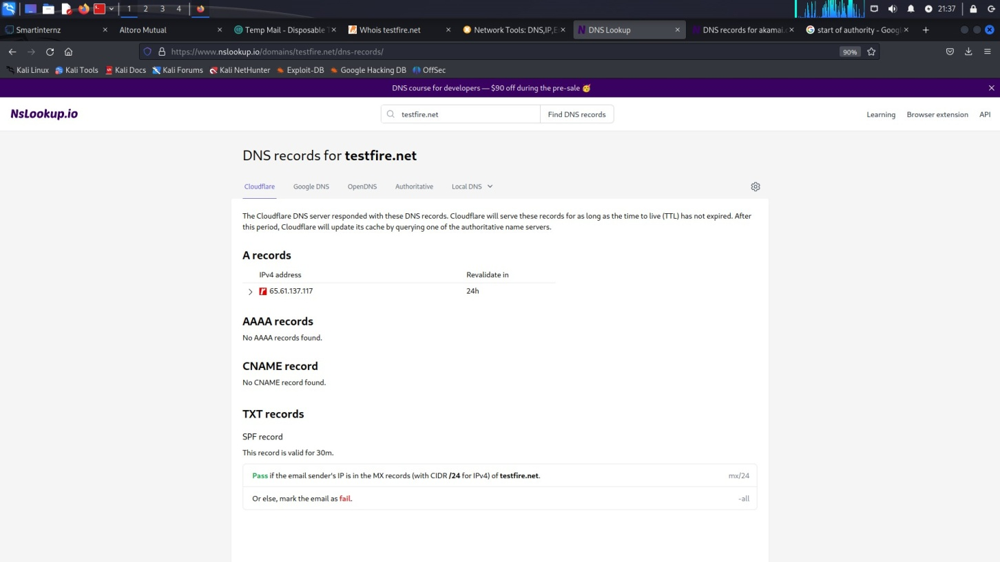 1 2 3 4 21:37
Smartinternz Altoro Mutual Temp Mail - Disposable T Whois testfire.net Network Tools: DNS,IP,E DNS Lookup DNS records for akamai.c start of authority - Googl
https://www.nslookup.io/domains/testfire.net/dns-records/ 90%
Kali Linux Kali Tools Kali Docs Kali Forums Kali NetHunter Exploit-DB Google Hacking DB OffSec
DNS course for developers — $90 off during the pre-sale 🥳
NsLookup.io testfire.net Find DNS records Learning Browser extension API
DNS records for testfire.net
Cloudflare Google DNS OpenDNS Authoritative Local DNS
The Cloudflare DNS server responded with these DNS records. Cloudflare will serve these records for as long as the time to live (TTL) has not expired. After
this period, Cloudflare will update its cache by querying one of the authoritative name servers.
A records
IPv4 address Revalidate in
65.61.137.117 24h
AAAA records
No AAAA records found.
CNAME record
No CNAME record found.
TXT records
SPF record
This record is valid for 30m.
Pass if the email sender's IP is in the MX records (with CIDR /24 for IPv4) of testfire.net. mx/24
Or else, mark the email as fail. -all